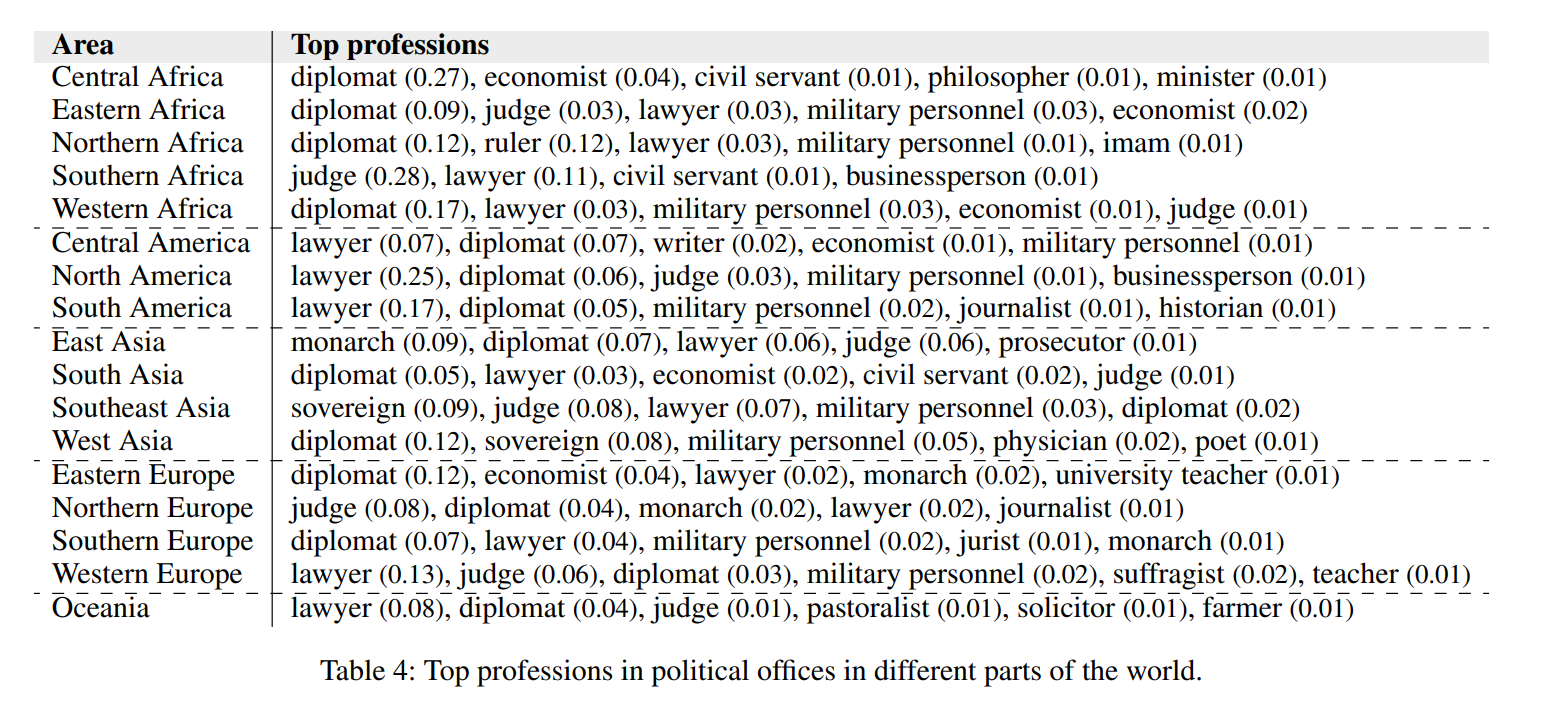 Area Top professions
Central Africa diplomat (0.27), economist (0.04), civil servant (0.01), philosopher (0.01), minister (0.01)
Eastern Africa diplomat (0.09), judge (0.03), lawyer (0.03), military personnel (0.03), economist (0.02)
Northern Africa diplomat (0.12), ruler (0.12), lawyer (0.03), military personnel (0.01), imam (0.01)
Southern Africa judge (0.28), lawyer (0.11), civil servant (0.01), businessperson (0.01)
Western Africa diplomat (0.17), lawyer (0.03), military personnel (0.03), economist (0.01), judge (0.01)
Central America lawyer (0.07), diplomat (0.07), writer (0.02), economist (0.01), military personnel (0.01)
North America lawyer (0.25), diplomat (0.06), judge (0.03), military personnel (0.01), businessperson (0.01)
South America lawyer (0.17), diplomat (0.05), military personnel (0.02), journalist (0.01), historian (0.01)
East Asia monarch (0.09), diplomat (0.07), lawyer (0.06), judge (0.06), prosecutor (0.01)
South Asia diplomat (0.05), lawyer (0.03), economist (0.02), civil servant (0.02), judge (0.01)
Southeast Asia sovereign (0.09), judge (0.08), lawyer (0.07), military personnel (0.03), diplomat (0.02)
West Asia diplomat (0.12), sovereign (0.08), military personnel (0.05), physician (0.02), poet (0.01)
Eastern Europe diplomat (0.12), economist (0.04), lawyer (0.02), monarch (0.02), university teacher (0.01)
Northern Europe judge (0.08), diplomat (0.04), monarch (0.02), lawyer (0.02), journalist (0.01)
Southern Europe diplomat (0.07), lawyer (0.04), military personnel (0.02), jurist (0.01), monarch (0.01)
Western Europe lawyer (0.13), judge (0.06), diplomat (0.03), military personnel (0.02), suffragist (0.02), teacher (0.01)
Oceania lawyer (0.08), diplomat (0.04), judge (0.01), pastoralist (0.01), solicitor (0.01), farmer (0.01)
Table 4: Top professions in political offices in different parts of the world.